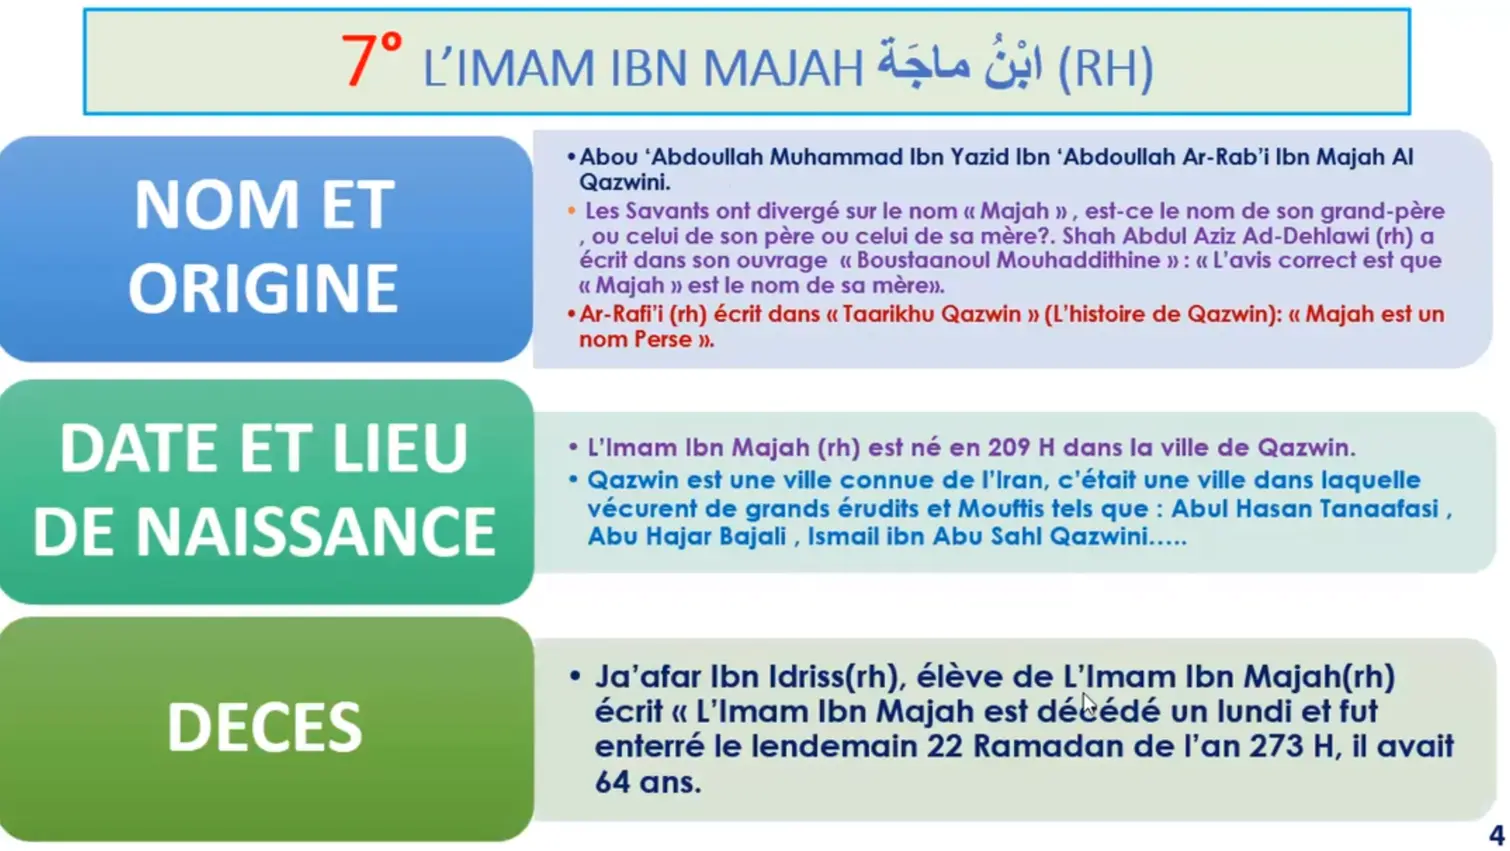 7° L’IMAM IBN MAJAH ابْنُ ماجَة (RH)
NOM ET
ORIGINE
•Abou ‘Abdoullah Muhammad Ibn Yazid Ibn ‘Abdoullah Ar-Rab’i Ibn Majah Al
Qazwini.
• Les Savants ont divergé sur le nom « Majah » , est-ce le nom de son grand-père
, ou celui de son père ou celui de sa mère?. Shah Abdul Aziz Ad-Dehlawi (rh) a
écrit dans son ouvrage « Boustaanoul Mouhaddithine » : « L’avis correct est que
« Majah » est le nom de sa mère».
•Ar-Rafi’i (rh) écrit dans « Taarikhu Qazwin » (L’histoire de Qazwin): « Majah est un
nom Perse ».
DATE ET LIEU
DE NAISSANCE
• L’Imam Ibn Majah (rh) est né en 209 H dans la ville de Qazwin.
• Qazwin est une ville connue de l’Iran, c’était une ville dans laquelle
vécurent de grands érudits et Mouftis tels que : Abul Hasan Tanaafasi ,
Abu Hajar Bajali , Ismail ibn Abu Sahl Qazwini…..
DECES
• Ja’afar Ibn Idriss(rh), élève de L’Imam Ibn Majah(rh)
écrit « L’Imam Ibn Majah est décédé un lundi et fut
enterré le lendemain 22 Ramadan de l’an 273 H, il avait
64 ans.
4